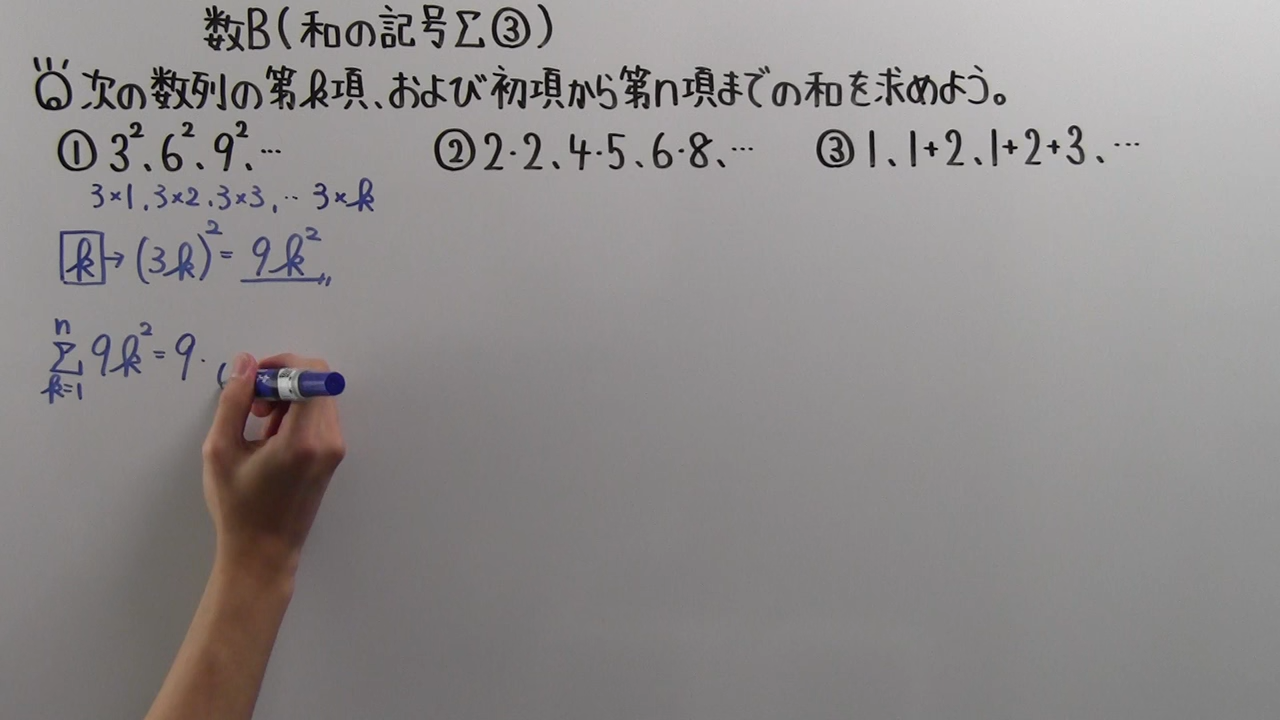 数B(和の記号Σ③)
Q 次の数列の第k項、および初項から第n項までの和を求めよう。
① 3²、6²、9²、… ② 2・2、4・5、6・8、… ③ 1、1+2、1+2+3、…
3×1、3×2、3×3、… 3×k
k→(3k)²=9k²
n
Σ 9k²=9・
k=1